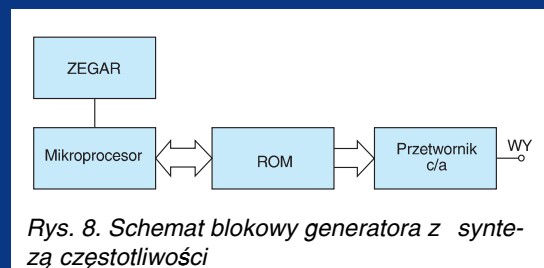 ZEGAR
Mikroprocesor
ROM
Przetwornik
c/a
WY
Rys. 8. Schemat blokowy generatora z synte-
zą częstotliwości